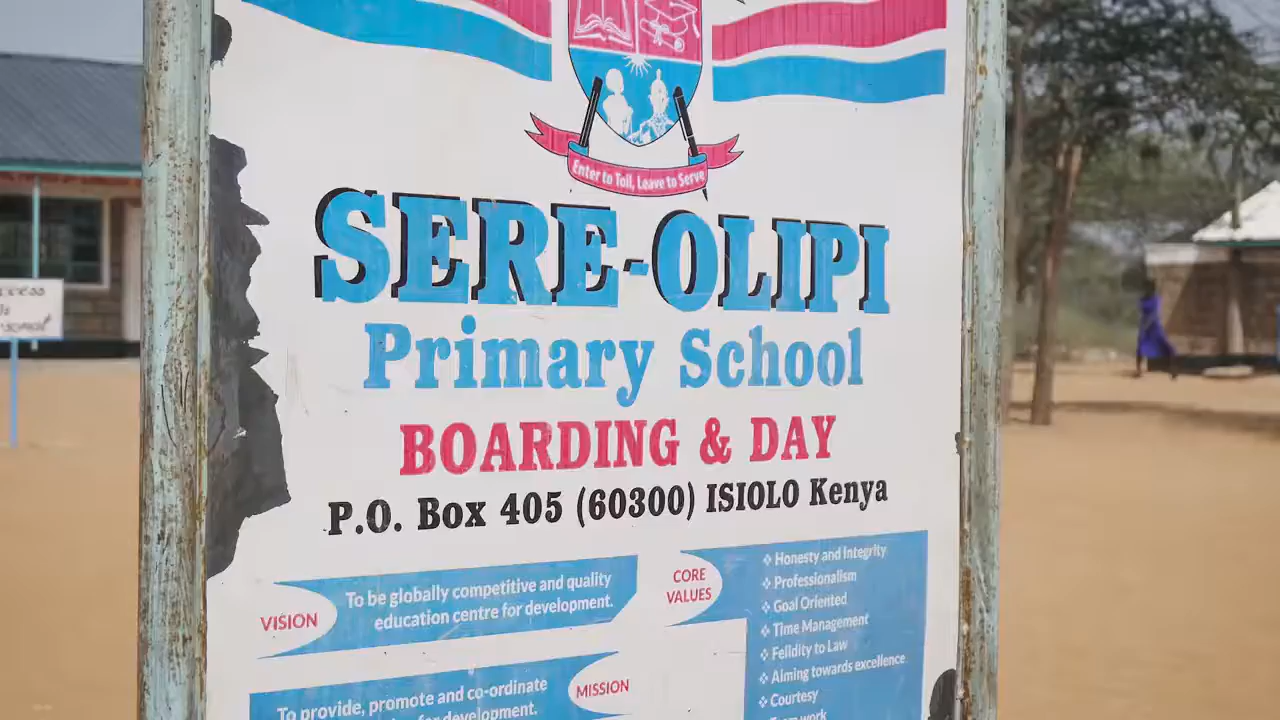 Enter to Toil, Leave to Serve
SERE-OLIPI
Primary School
BOARDING & DAY
P.O. Box 405 (60300) ISIOLO Kenya
VISION
To be globally competitive and quality
education centre for development.
MISSION
To provide, promote and co-ordinate
for development.
CORE
VALUES
❖ Honesty and Integrity
❖ Professionalism
❖ Goal Oriented
❖ Time Management
❖ Felidity to Law
❖ Aiming towards excellence
❖ Courtesy
work